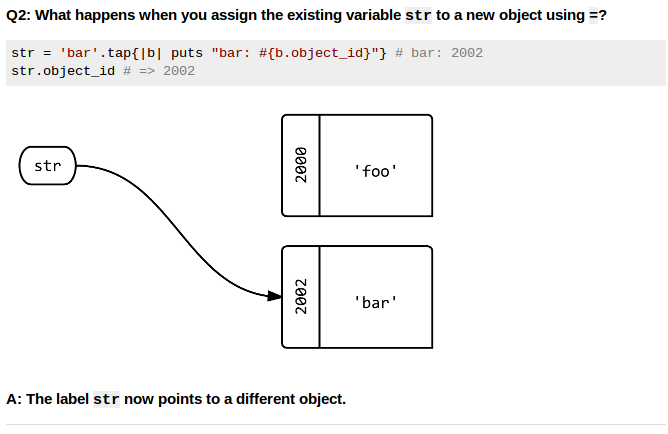 Q2: What happens when you assign the existing variable str to a new object using =?
str = 'bar'.tap{|b| puts "bar: #{b.object_id}"} # bar: 2002
str.object_id # => 2002
str
2000
'foo'
2002
'bar'
A: The label str now points to a different object.